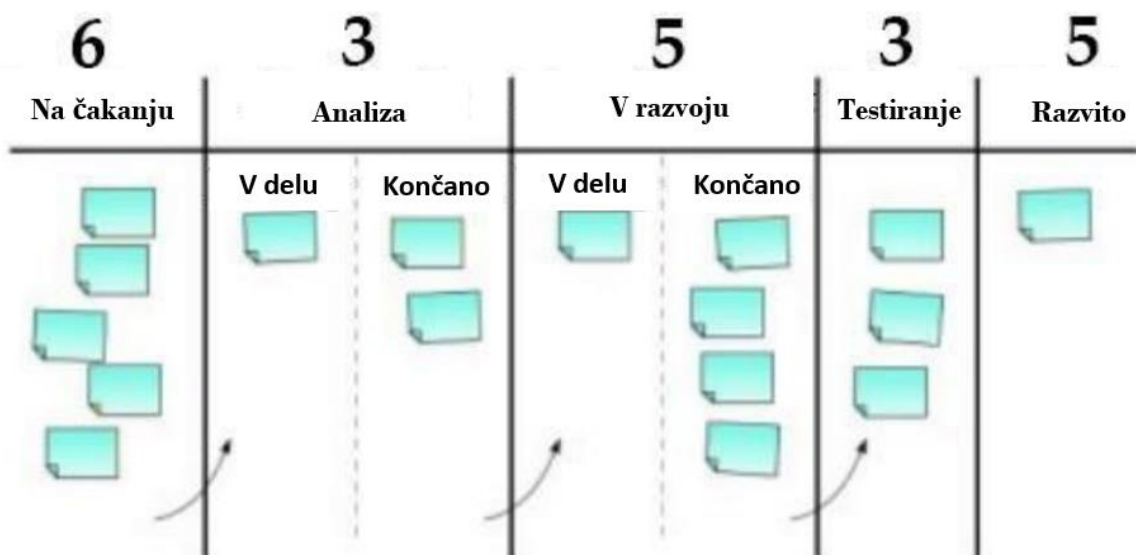 6 3 5 3 5
Na čakanju Analiza V razvoju Testiranje Razvito
V delu Končano V delu Končano